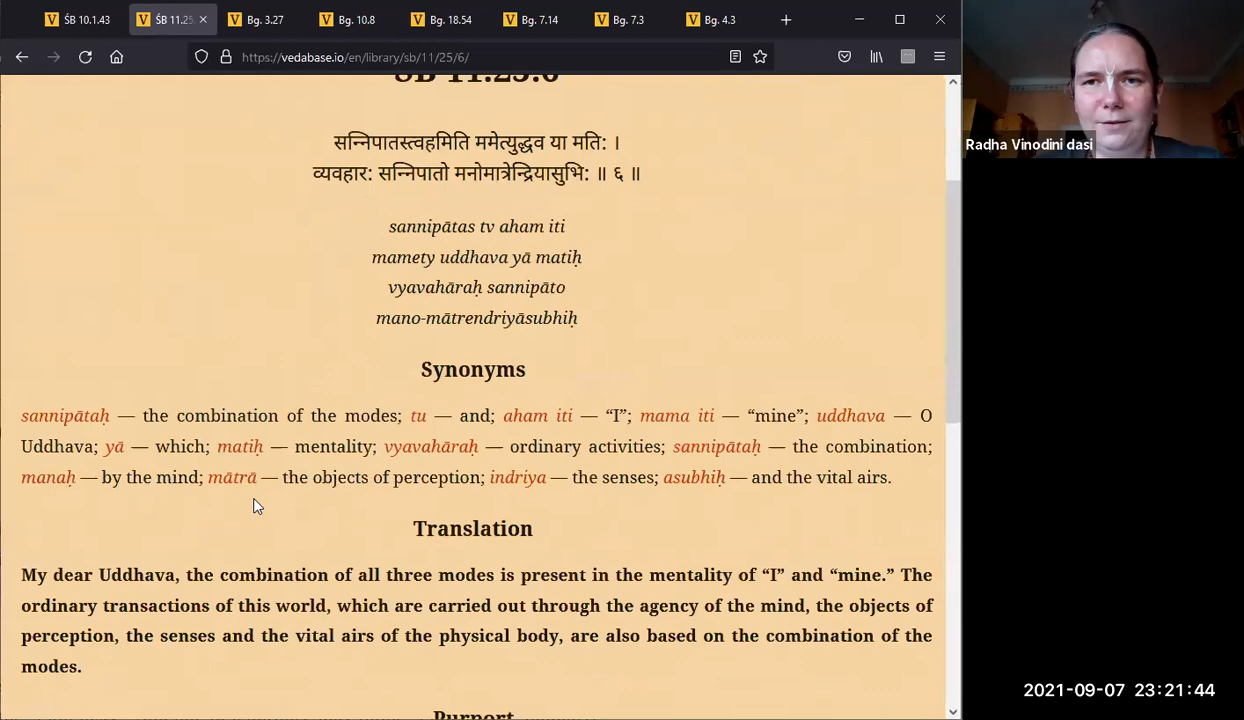 ŚB 10.1.43
ŚB 11.25
Bg. 3.27
Bg. 10.8
Bg. 18.54
Bg. 7.14
Bg. 7.3
Bg. 4.3
https://vedabase.io/en/library/sb/11/25/6/
ŚB 11.25.6
सन्निपातस्त्वहमिति ममेत्युद्धव या मति: ।
व्यवहार: सन्निपातो मनोमात्रेन्द्रियासुभि: ॥ ६ ॥
sannipātas tv aham iti
mamety uddhava yā matiḥ
vyavahāraḥ sannipāto
mano-mātrendriyāsubhiḥ
Synonyms
sannipātaḥ — the combination of the modes; tu — and; aham iti — “I”; mama iti — “mine”; uddhava — O
Uddhava; yā — which; matiḥ — mentality; vyavahāraḥ — ordinary activities; sannipātaḥ — the combination;
manaḥ — by the mind; mātrā — the objects of perception; indriya — the senses; asubhiḥ — and the vital airs.
Translation
My dear Uddhava, the combination of all three modes is present in the mentality of “I” and “mine.” The
ordinary transactions of this world, which are carried out through the agency of the mind, the objects of
perception, the senses and the vital airs of the physical body, are also based on the combination of the
modes.
Purport
Radha Vinodini dasi
2021-09-07 23:21:44